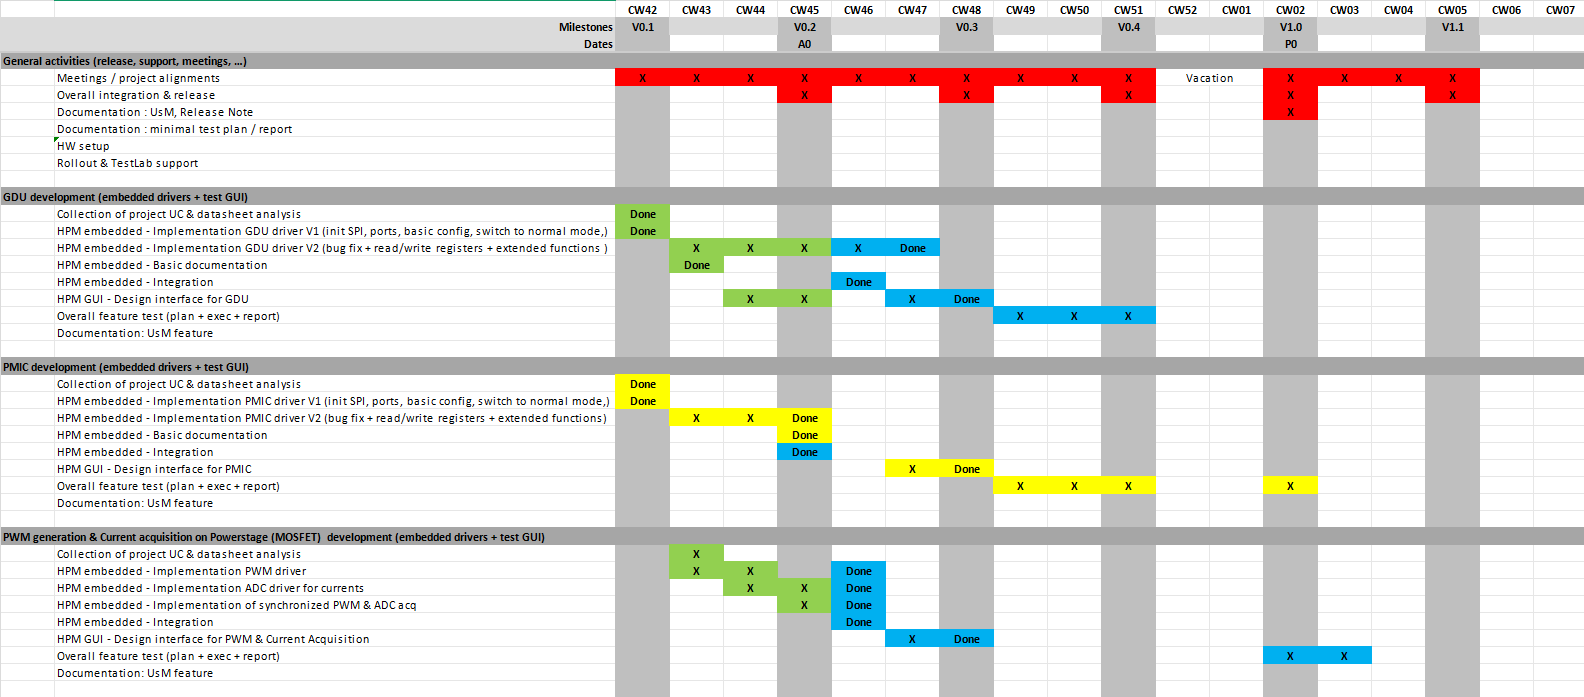 CW42 CW43 CW44 CW45 CW46 CW47 CW48 CW49 CW50 CW51 CW52 CW01 CW02 CW03 CW04 CW05 CW06 CW07
Milestones V0.1 V0.2 V0.3 V0.4 V1.0 V1.1
Dates A0 P0
General activities (release, support, meetings, ...)
Meetings / project alignments X X X X X X X X X X Vacation X X X X
Overall integration & release X X X X X
Documentation : UsM, Release Note X
Documentation : minimal test plan / report
HW setup
Rollout & TestLab support
GDU development (embedded drivers + test GUI)
Collection of project UC & datasheet analysis Done
HPM embedded - Implementation GDU driver V1 (init SPI, ports, basic config, switch to normal mode,) Done
HPM embedded - Implementation GDU driver V2 (bug fix + read/write registers + extended functions ) X X X X Done
HPM embedded - Basic documentation Done
HPM embedded - Integration Done
HPM GUI - Design interface for GDU X X X Done
Overall feature test (plan + exec + report) X X X
Documentation: UsM feature
PMIC development (embedded drivers + test GUI)
Collection of project UC & datasheet analysis Done
HPM embedded - Implementation PMIC driver V1 (init SPI, ports, basic config, switch to normal mode,) Done
HPM embedded - Implementation PMIC driver V2 (bug fix + read/write registers + extended functions) X X Done
HPM embedded - Basic documentation Done
HPM embedded - Integration Done
HPM GUI - Design interface for PMIC X Done
Overall feature test (plan + exec + report) X X X X
Documentation: UsM feature
PWM generation & Current acquisition on Powerstage (MOSFET) development (embedded drivers + test GUI)
Collection of project UC & datasheet analysis X
HPM embedded - Implementation PWM driver X X Done
HPM embedded - Implementation ADC driver for currents X X Done
HPM embedded - Implementation of synchronized PWM & ADC acq X Done
HPM embedded - Integration Done
HPM GUI - Design interface for PWM & Current Acquisition X Done
Overall feature test (plan + exec + report) X X
Documentation: UsM feature